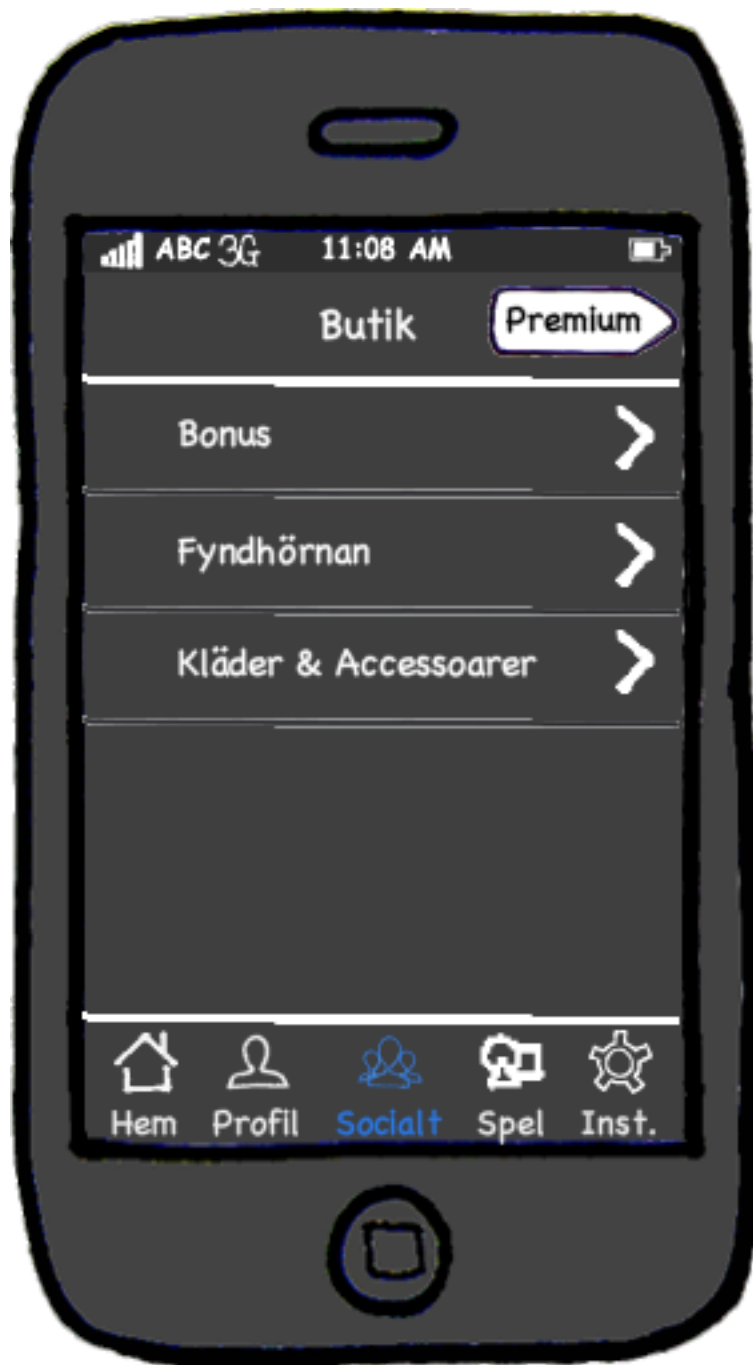 ABC 3G 11:08 AM
Butik Premium
Bonus
Fyndhörnan
Kläder & Accessoarer
Hem Profil Socialt Spel Inst.